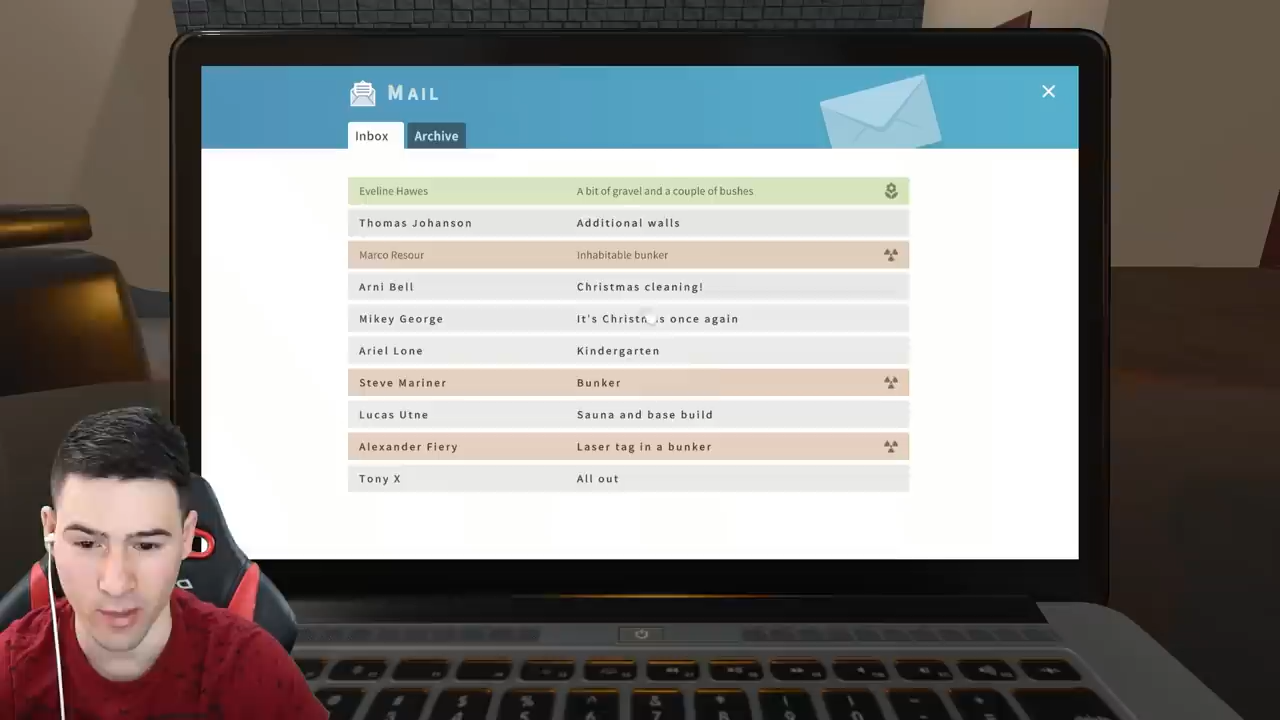 MAIL
Inbox Archive
Eveline Hawes A bit of gravel and a couple of bushes
Thomas Johanson Additional walls
Marco Resour Inhabitable bunker
Arni Bell Christmas cleaning!
Mikey George It's Christmas once again
Ariel Lone Kindergarten
Steve Mariner Bunker
Lucas Utne Sauna and base build
Alexander Fiery Laser tag in a bunker
Tony X All out